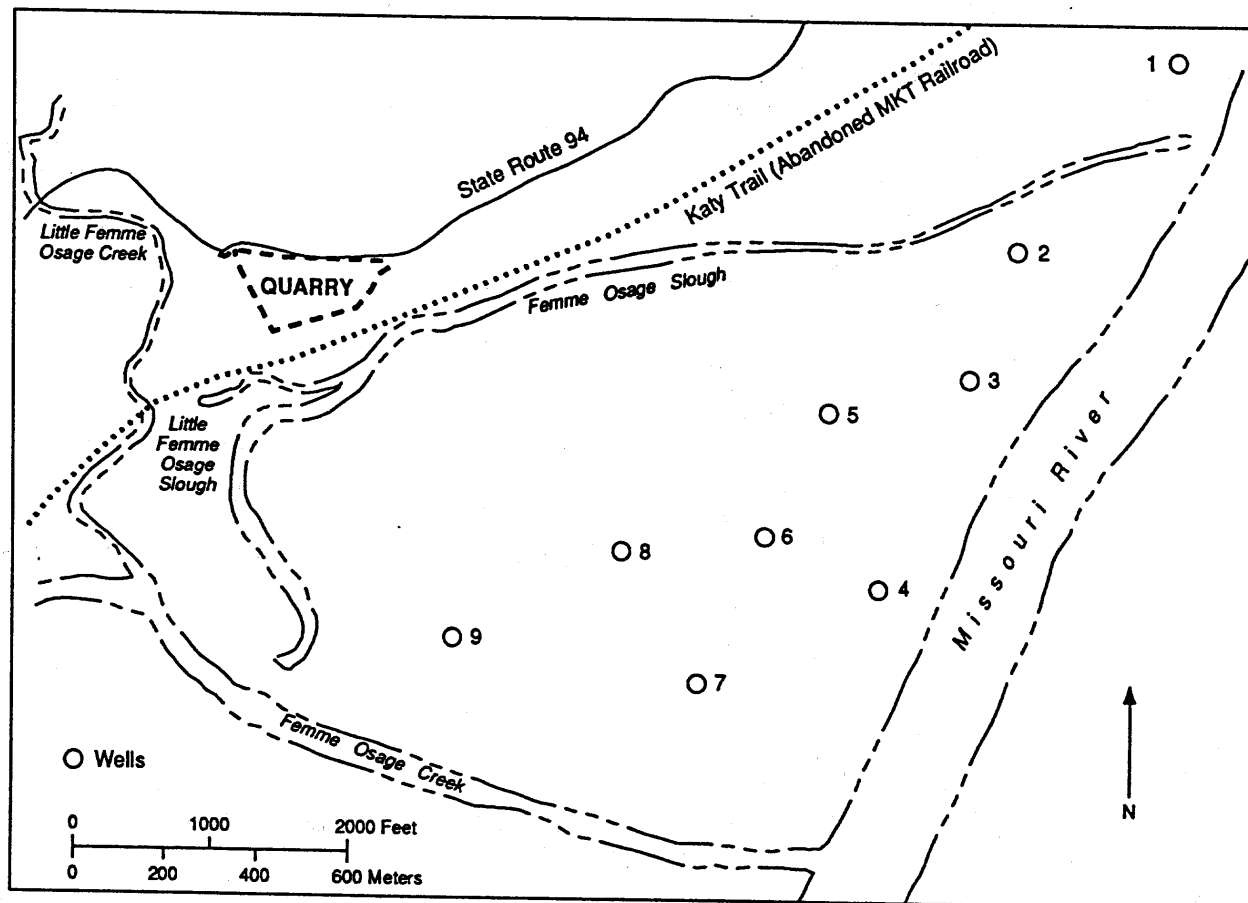 1
State Route 94
Katy Trail (Abandoned MKT Railroad)
Little Femme
Osage Creek
2
QUARRY
Femme Osage Slough
3
5
Little
Femme
Osage
Slough
Missouri River
6
8
4
9
7
Femme Osage Creek
Wells
0 1000 2000 Feet
0 200 400 600 Meters
N